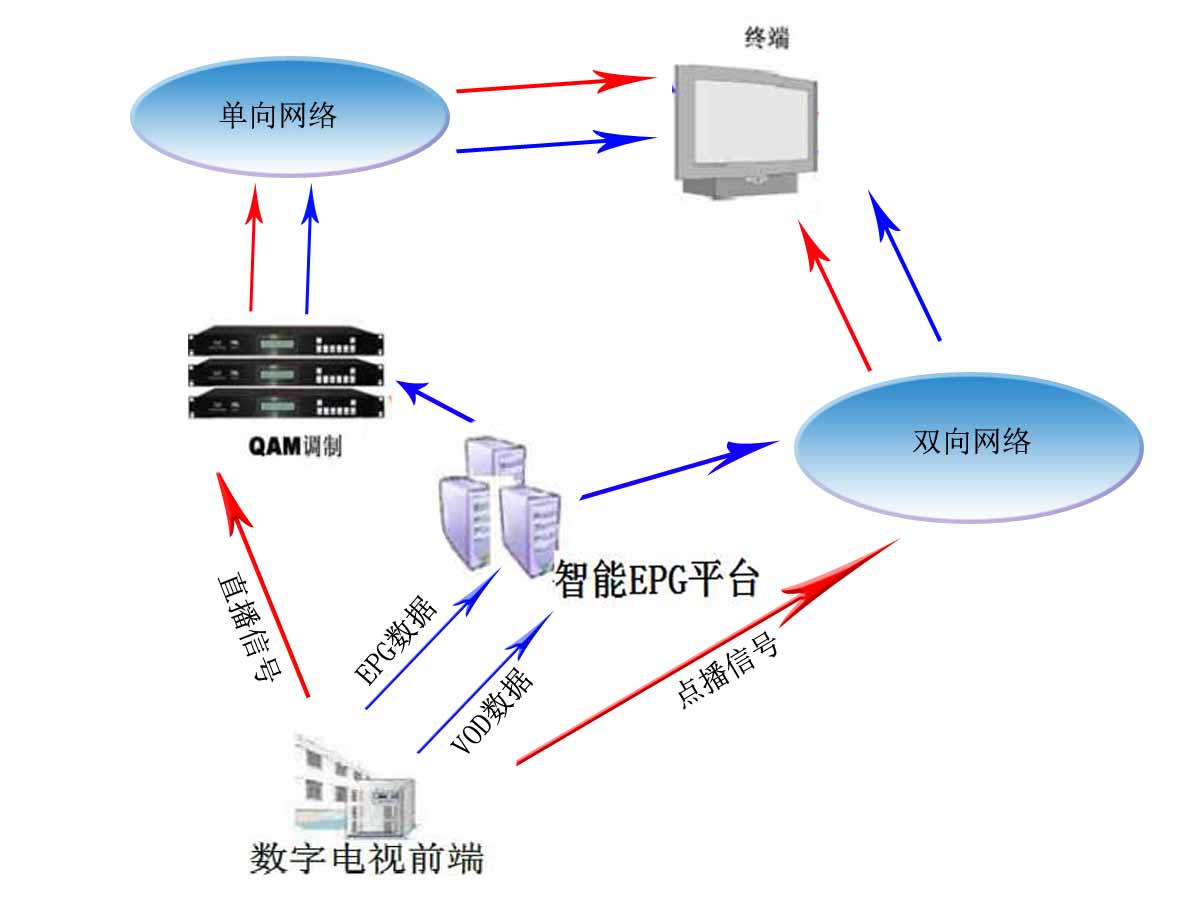 终端
单向网络
QAM调制
双向网络
智能EPG平台
直播信号
EPG数据
VOD数据
点播信号
数字电视前端